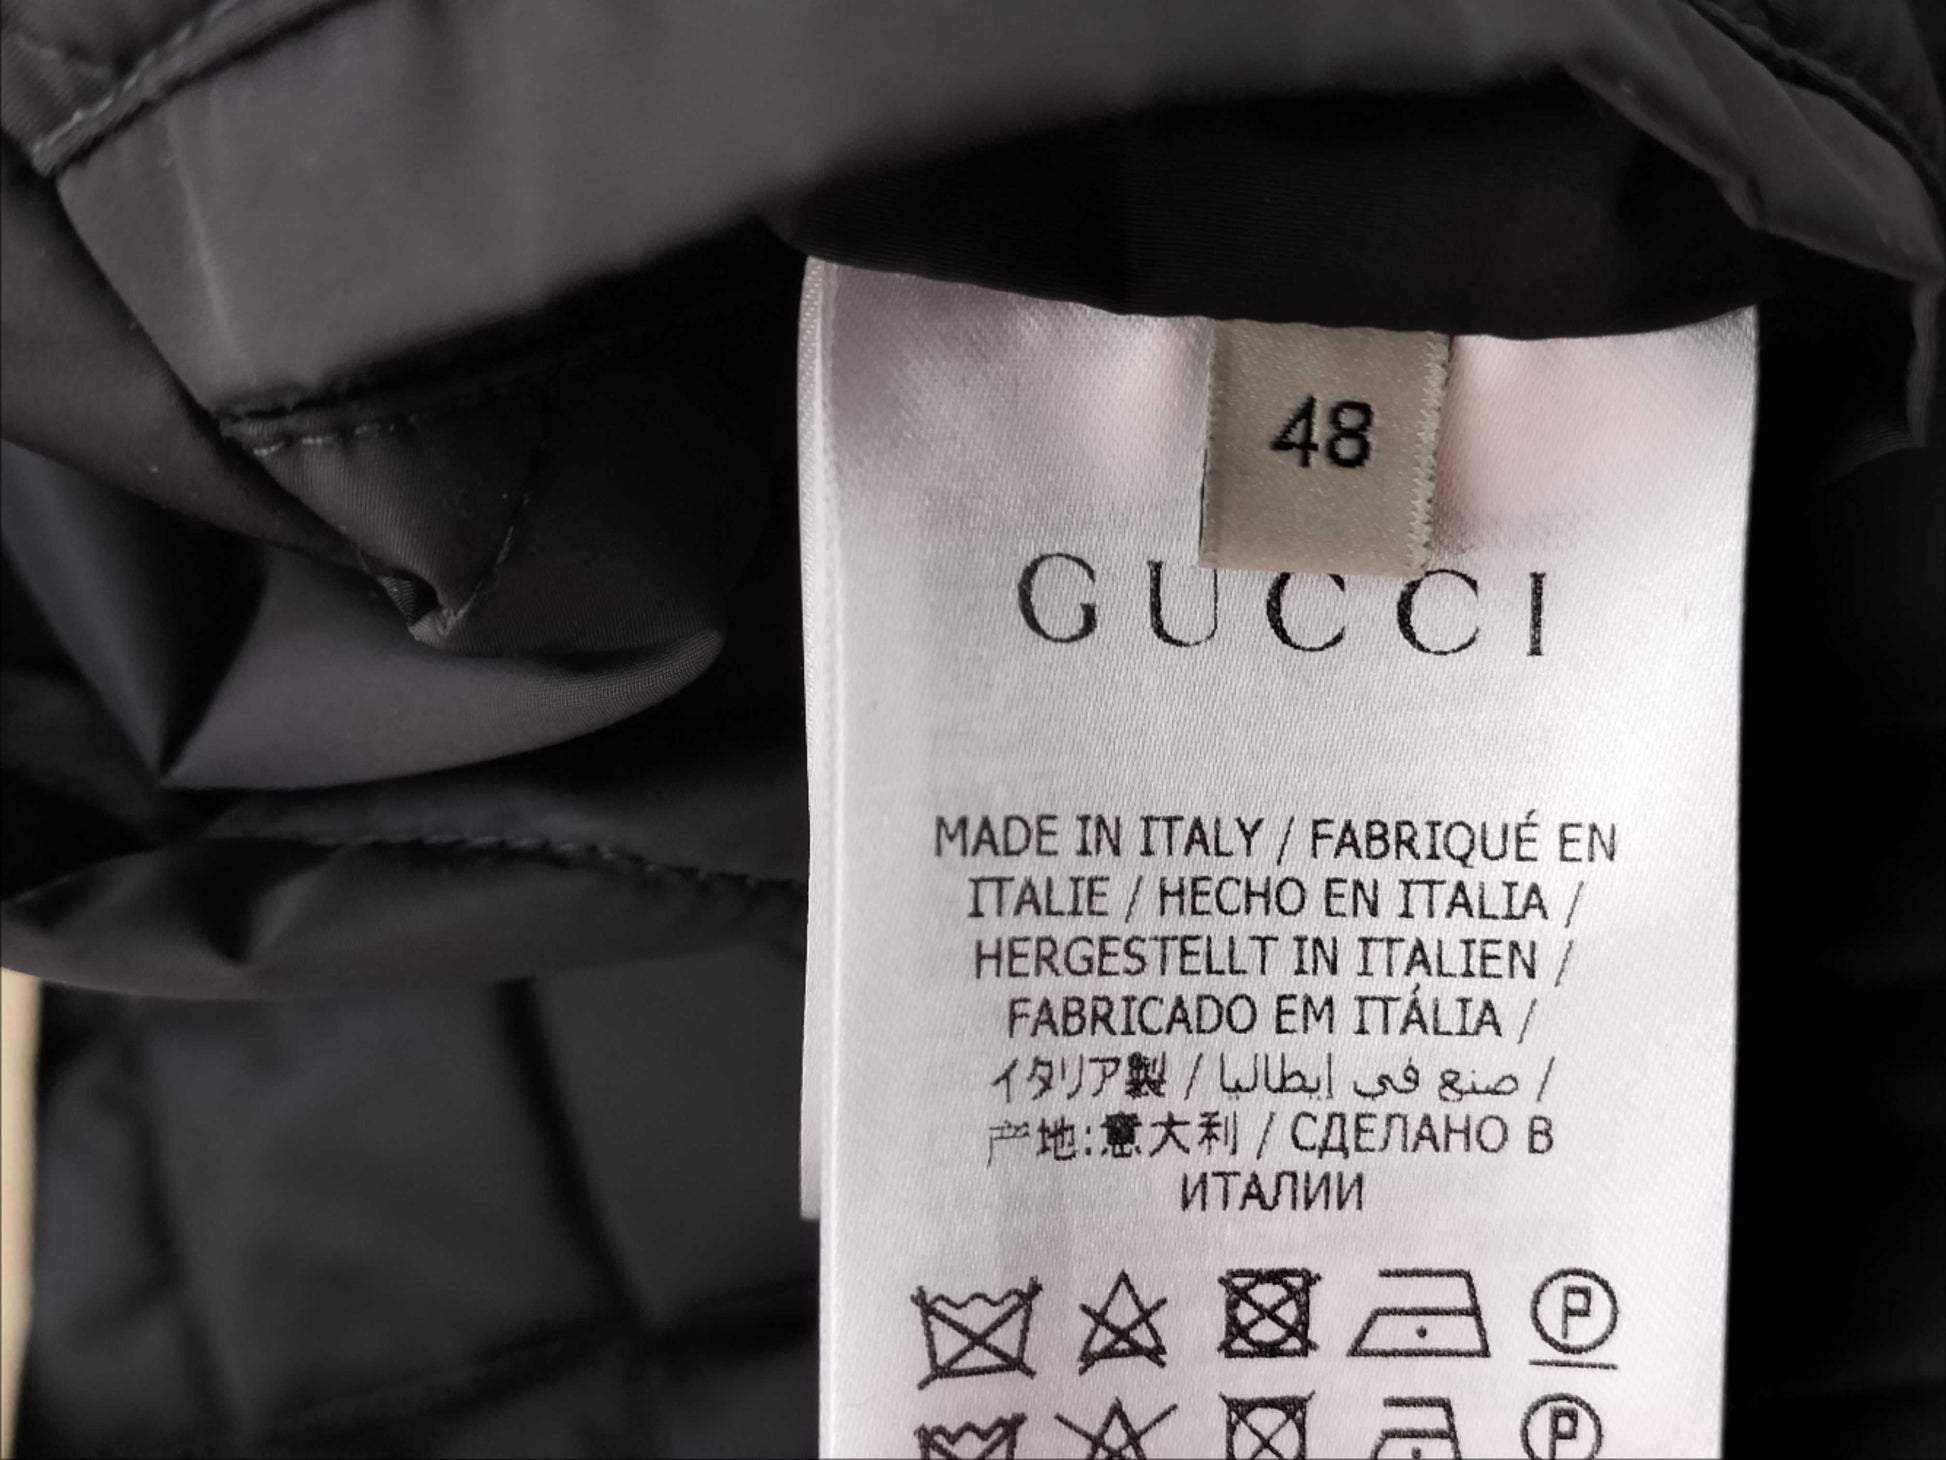 48
GUCCI
MADE IN ITALY / FABRIQUÉ EN
ITALIE / HECHO EN ITALIA /
HERGESTELLT IN ITALIEN /
FABRICADO EM ITÁLIA /
イタリア製 / صنع في إيطاليا /
产地:意大利 / СДЕЛАНО В
ИТАЛИИ
P
P